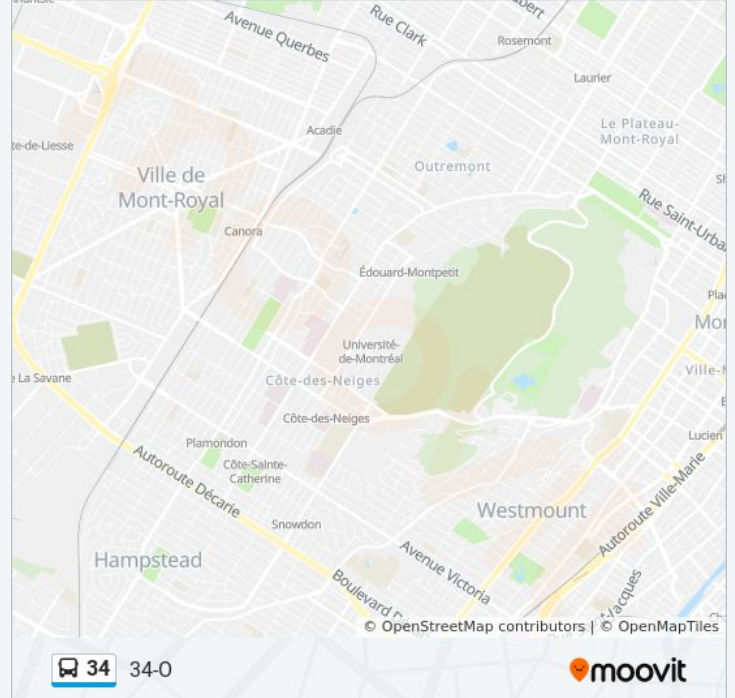 Avenue Querbes
Rue Clark
Rosemont
Laurier
Le Plateau-
Mont-Royal
Acadie
te-de-Liesse
Outremont
Ville de
Mont-Royal
Rue Saint-Urba
Canora
Édouard-Montpetit
Université-
de-Montréal
Côte-des-Neiges
La Savane
Côte-des-Neiges
Lucien
Plamondon
Autoroute Décarie
Côte-Sainte-
Catherine
Snowdon
Westmount
Autoroute Ville-Marie
Hampstead
Avenue Victoria
© OpenStreetMap contributors | © OpenMapTiles
34 34-O
moovit